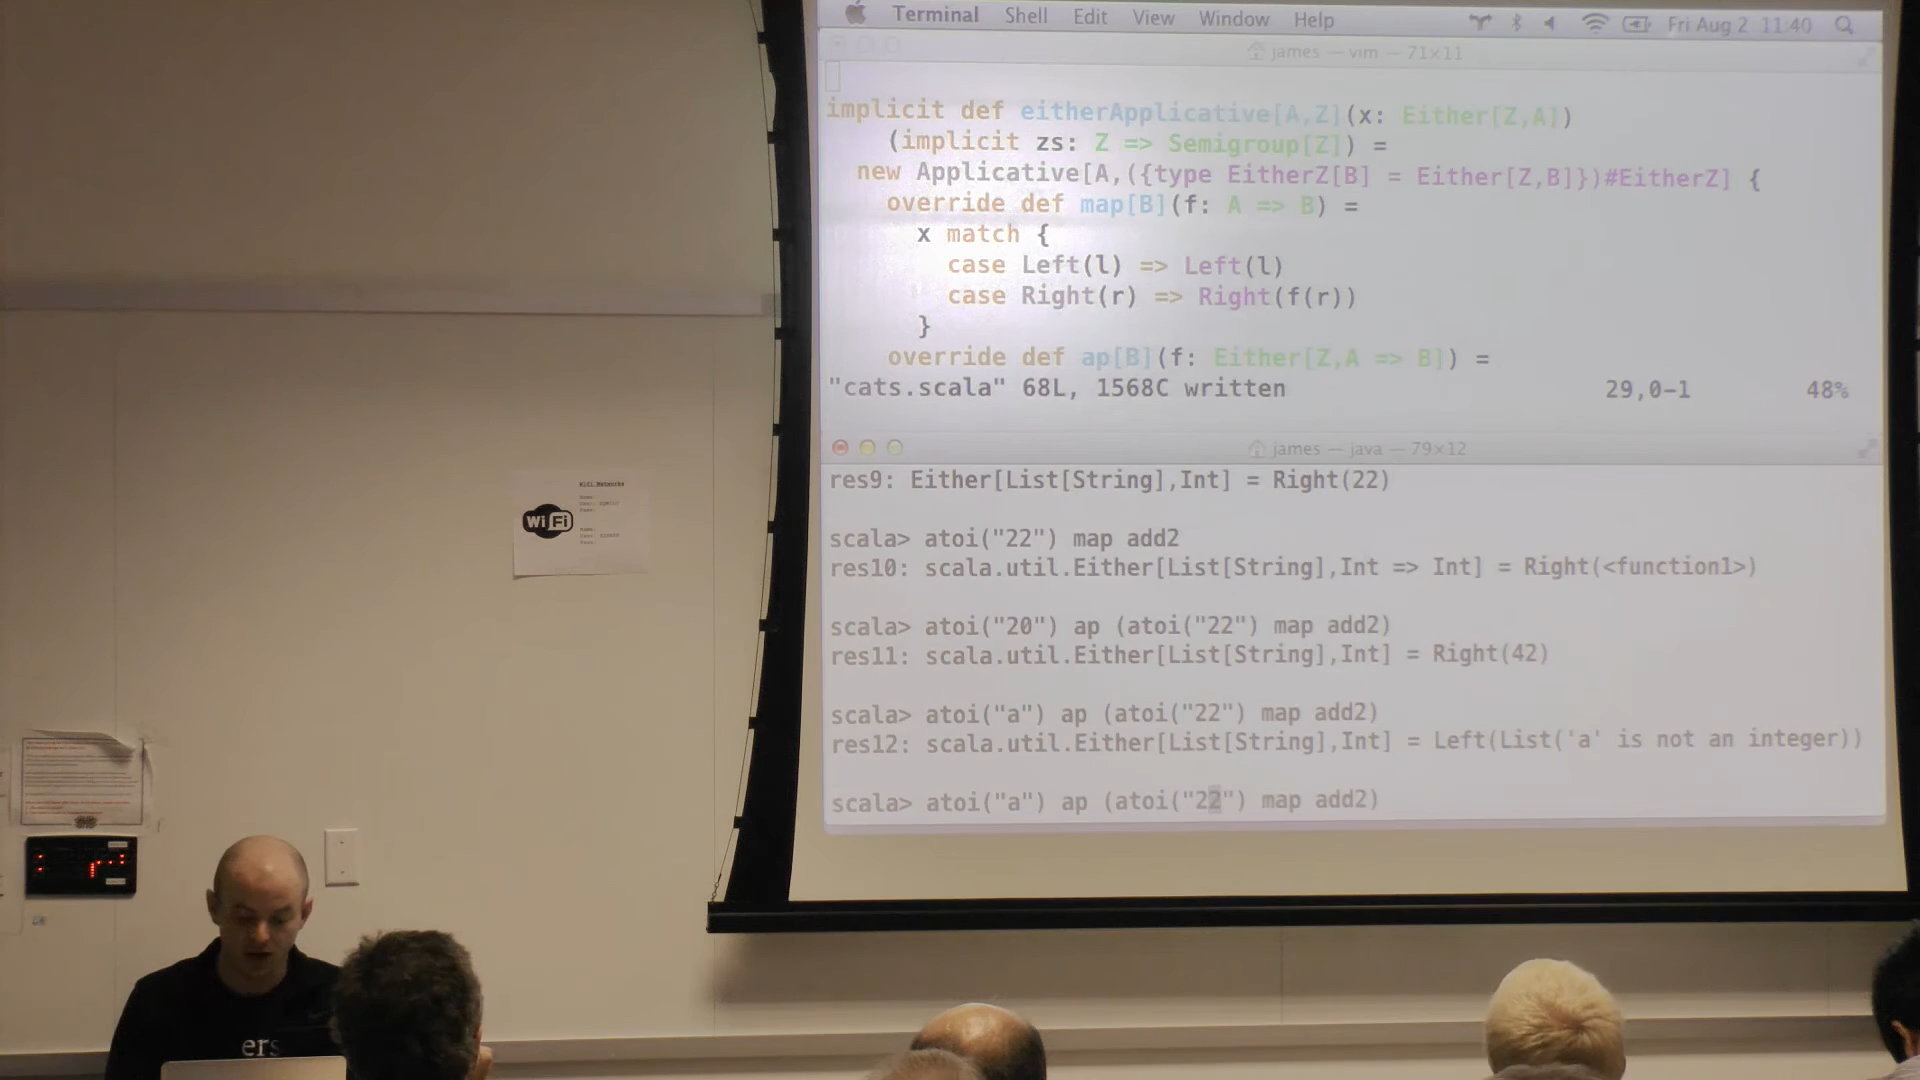 Terminal Shell Edit View Window Help Fri Aug 2 11:40
james — vim — 71×11
implicit def eitherApplicative[A,Z](x: Either[Z,A])
(implicit zs: Z => Semigroup[Z]) =
new Applicative[A,({type EitherZ[B] = Either[Z,B]})#EitherZ] {
override def map[B](f: A => B) =
x match {
case Left(l) => Left(l)
case Right(r) => Right(f(r))
}
override def ap[B](f: Either[Z,A => B]) =
"cats.scala" 68L, 1568C written 29,0-1 48%
james — java — 79×12
res9: Either[List[String],Int] = Right(22)
scala> atoi("22") map add2
res10: scala.util.Either[List[String],Int => Int] = Right(<function1>)
scala> atoi("20") ap (atoi("22") map add2)
res11: scala.util.Either[List[String],Int] = Right(42)
scala> atoi("a") ap (atoi("22") map add2)
res12: scala.util.Either[List[String],Int] = Left(List('a' is not an integer))
scala> atoi("a") ap (atoi("22") map add2)
WiFi Networks
WiFi
ers